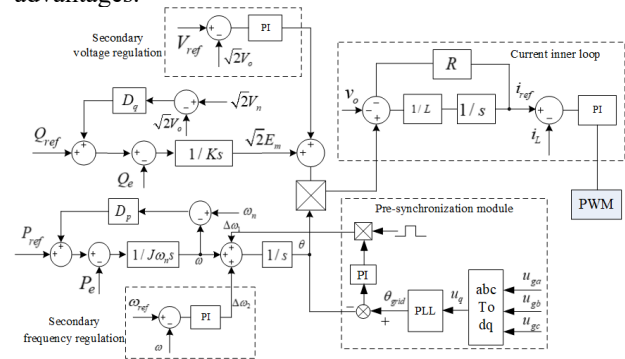 advantages.
Secondary
voltage regulation
V_ref
√2V_o
PI
Current inner loop
R
v_o
1/L
1/s
i_ref
i_L
PI
PWM
D_q
√2V_n
√2V_o
Q_ref
Q_e
1/Ks
√2E_m
D_p
ω_n
P_ref
P_e
1/Jω_ns
ω
Δω_1
1/s
θ
Δω_2
ω_ref
ω
PI
Secondary
frequency regulation
Pre-synchronization module
PI
θ_grid
PLL
u_q
abc
To
dq
u_ga
u_gb
u_gc